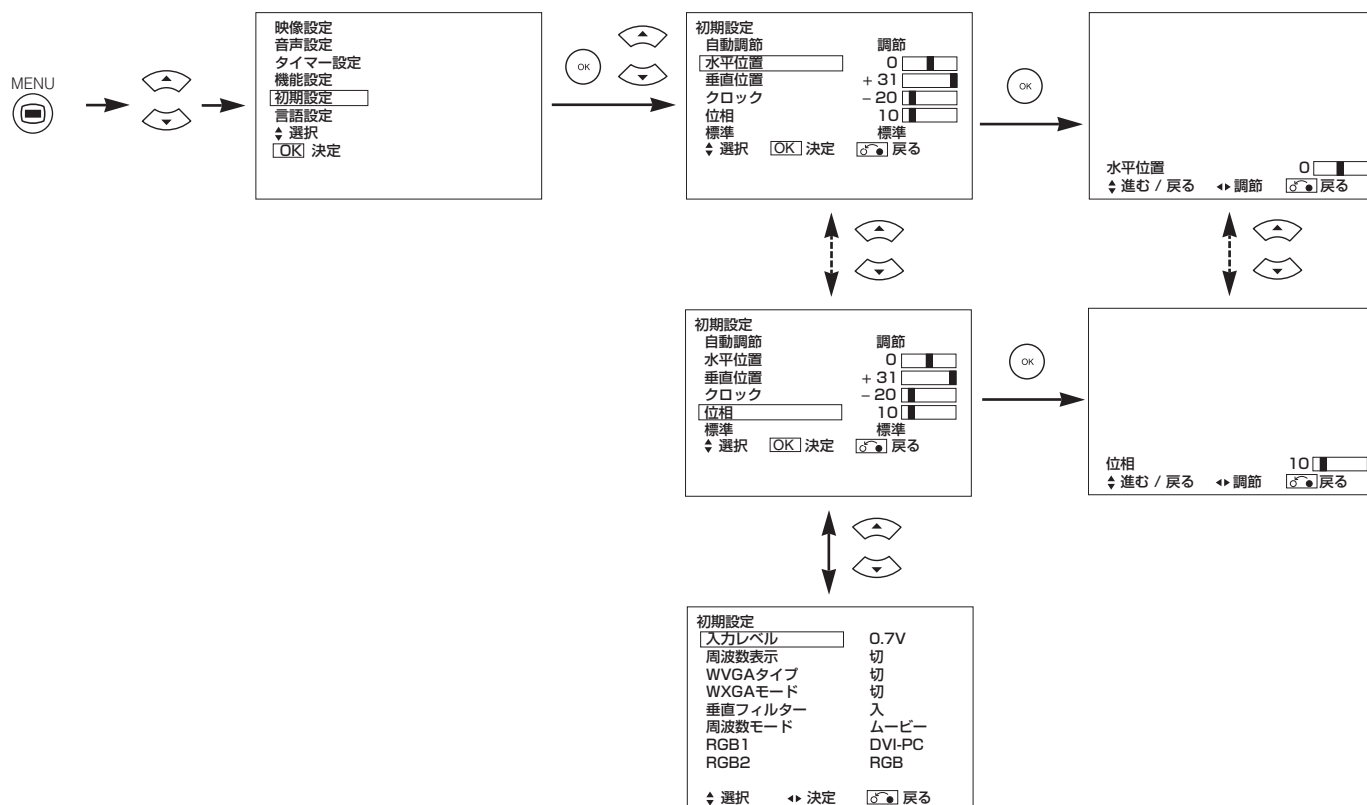 MENU
映像設定
音声設定
タイマー設定
機能設定
初期設定
言語設定
選択
OK 決定
OK
初期設定
自動調節 調節
水平位置 0
垂直位置 + 31
クロック – 20
位相 10
標準 標準
選択 OK 決定 戻る
OK
水平位置 0
進む / 戻る 調節 戻る
初期設定
自動調節 調節
水平位置 0
垂直位置 + 31
クロック – 20
位相 10
標準 標準
選択 OK 決定 戻る
OK
位相 10
進む / 戻る 調節 戻る
初期設定
入力レベル 0.7V
周波数表示 切
WVGAタイプ 切
WXGAモード 切
垂直フィルター 入
周波数モード ムービー
RGB1 DVI-PC
RGB2 RGB
選択 決定 戻る